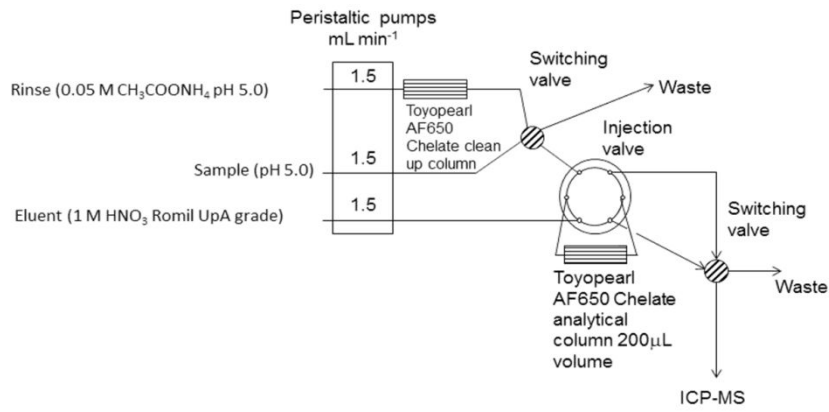 Peristaltic pumps
mL min⁻¹
Switching
valve
Rinse (0.05 M CH₃COONH₄ pH 5.0)
1.5
Waste
Toyopearl
AF650
Chelate clean
up column
Injection
valve
Sample (pH 5.0)
1.5
Eluent (1 M HNO₃ Romil UpA grade)
1.5
Switching
valve
Toyopearl
AF650 Chelate
analytical
column 200µL
volume
Waste
ICP-MS